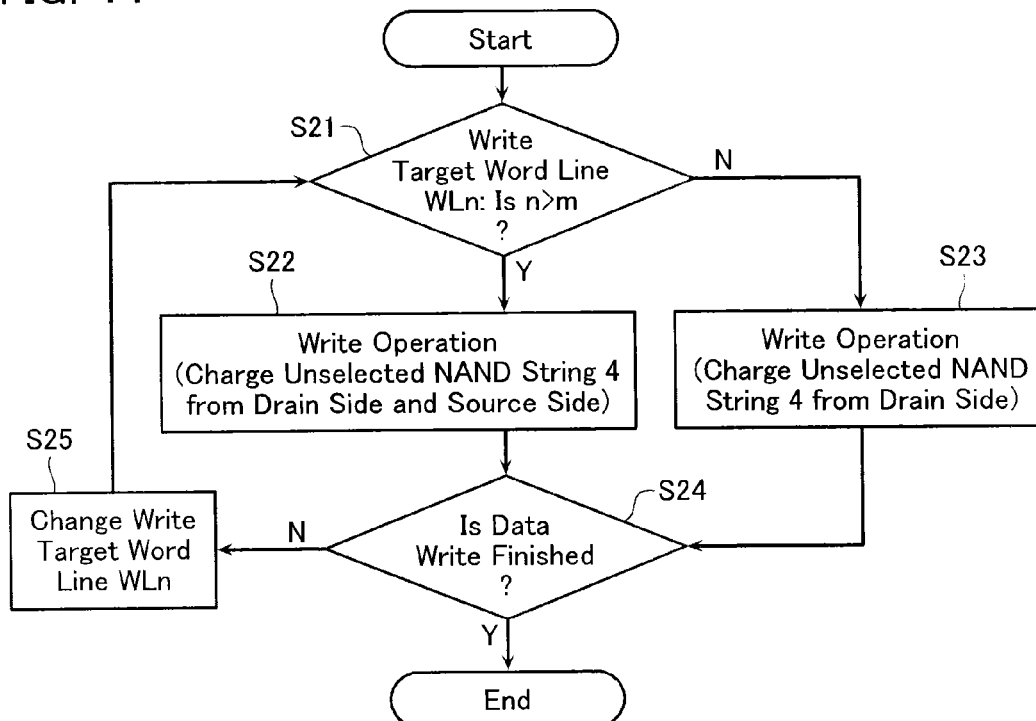 Start
S21
Write
Target Word Line
WLn: Is n>m
?
N
Y
S22
Write Operation
(Charge Unselected NAND String 4
from Drain Side and Source Side)
S23
Write Operation
(Charge Unselected NAND
String 4 from Drain Side)
S25
Change Write
Target Word
Line WLn
N
S24
Is Data
Write Finished
?
Y
End